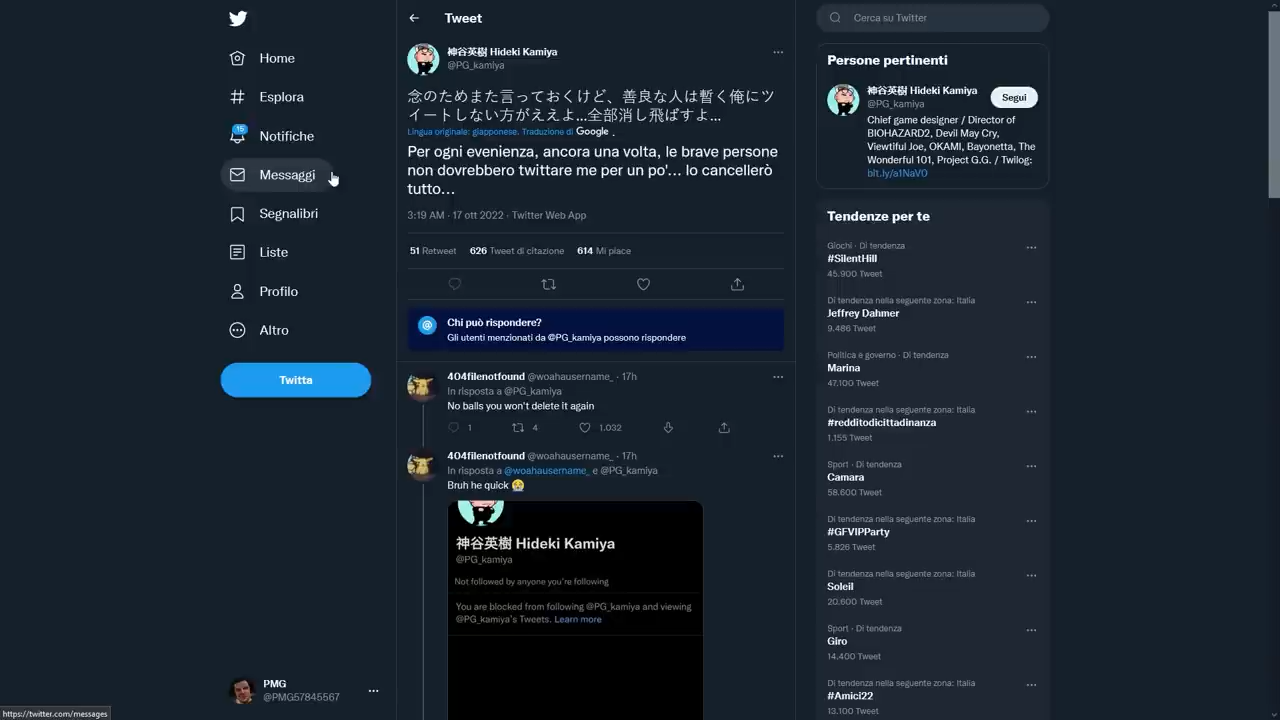 Home
Esplora
15
Notifiche
Messaggi
Segnalibri
Liste
Profilo
Altro
Twitta
PMG
@PMG57845567
https://twitter.com/messages
Tweet
神谷英樹 Hideki Kamiya
@PG_kamiya
念のためまた言っておくけど、善良な人は暫く俺にツ
イートしない方がええよ…全部消し飛ばすよ…
Lingua originale: giapponese. Traduzione di Google .
Per ogni evenienza, ancora una volta, le brave persone
non dovrebbero twittare me per un po'... lo cancellerò
tutto...
3:19 AM · 17 ott 2022 · Twitter Web App
51 Retweet 626 Tweet di citazione 614 Mi piace
Chi può rispondere?
Gli utenti menzionati da @PG_kamiya possono rispondere
404filenotfound @woahausername_ · 17h
In risposta a @PG_kamiya
No balls you won't delete it again
1 4 1.032
404filenotfound @woahausername_ · 17h
In risposta a @woahausername_ e @PG_kamiya
Bruh he quick
神谷英樹 Hideki Kamiya
@PG_kamiya
Not followed by anyone you're following
You are blocked from following @PG_kamiya and viewing
@PG_kamiya's Tweets. Learn more
Cerca su Twitter
Persone pertinenti
神谷英樹 Hideki Kamiya
@PG_kamiya
Segui
Chief game designer / Director of
BIOHAZARD2, Devil May Cry,
Viewtiful Joe, OKAMI, Bayonetta, The
Wonderful 101, Project G.G. / Twilog:
bit.ly/a1NaV0
Tendenze per te
Giochi · Di tendenza
#SilentHill
45.900 Tweet
Di tendenza nella seguente zona: Italia
Jeffrey Dahmer
9.486 Tweet
Politica e governo · Di tendenza
Marina
47.100 Tweet
Di tendenza nella seguente zona: Italia
#redditodicittadinanza
1.155 Tweet
Sport · Di tendenza
Camara
58.600 Tweet
Di tendenza nella seguente zona: Italia
#GFVIPParty
5.826 Tweet
Di tendenza nella seguente zona: Italia
Soleil
20.600 Tweet
Sport · Di tendenza
Giro
14.400 Tweet
Di tendenza nella seguente zona: Italia
#Amici22
13.100 Tweet